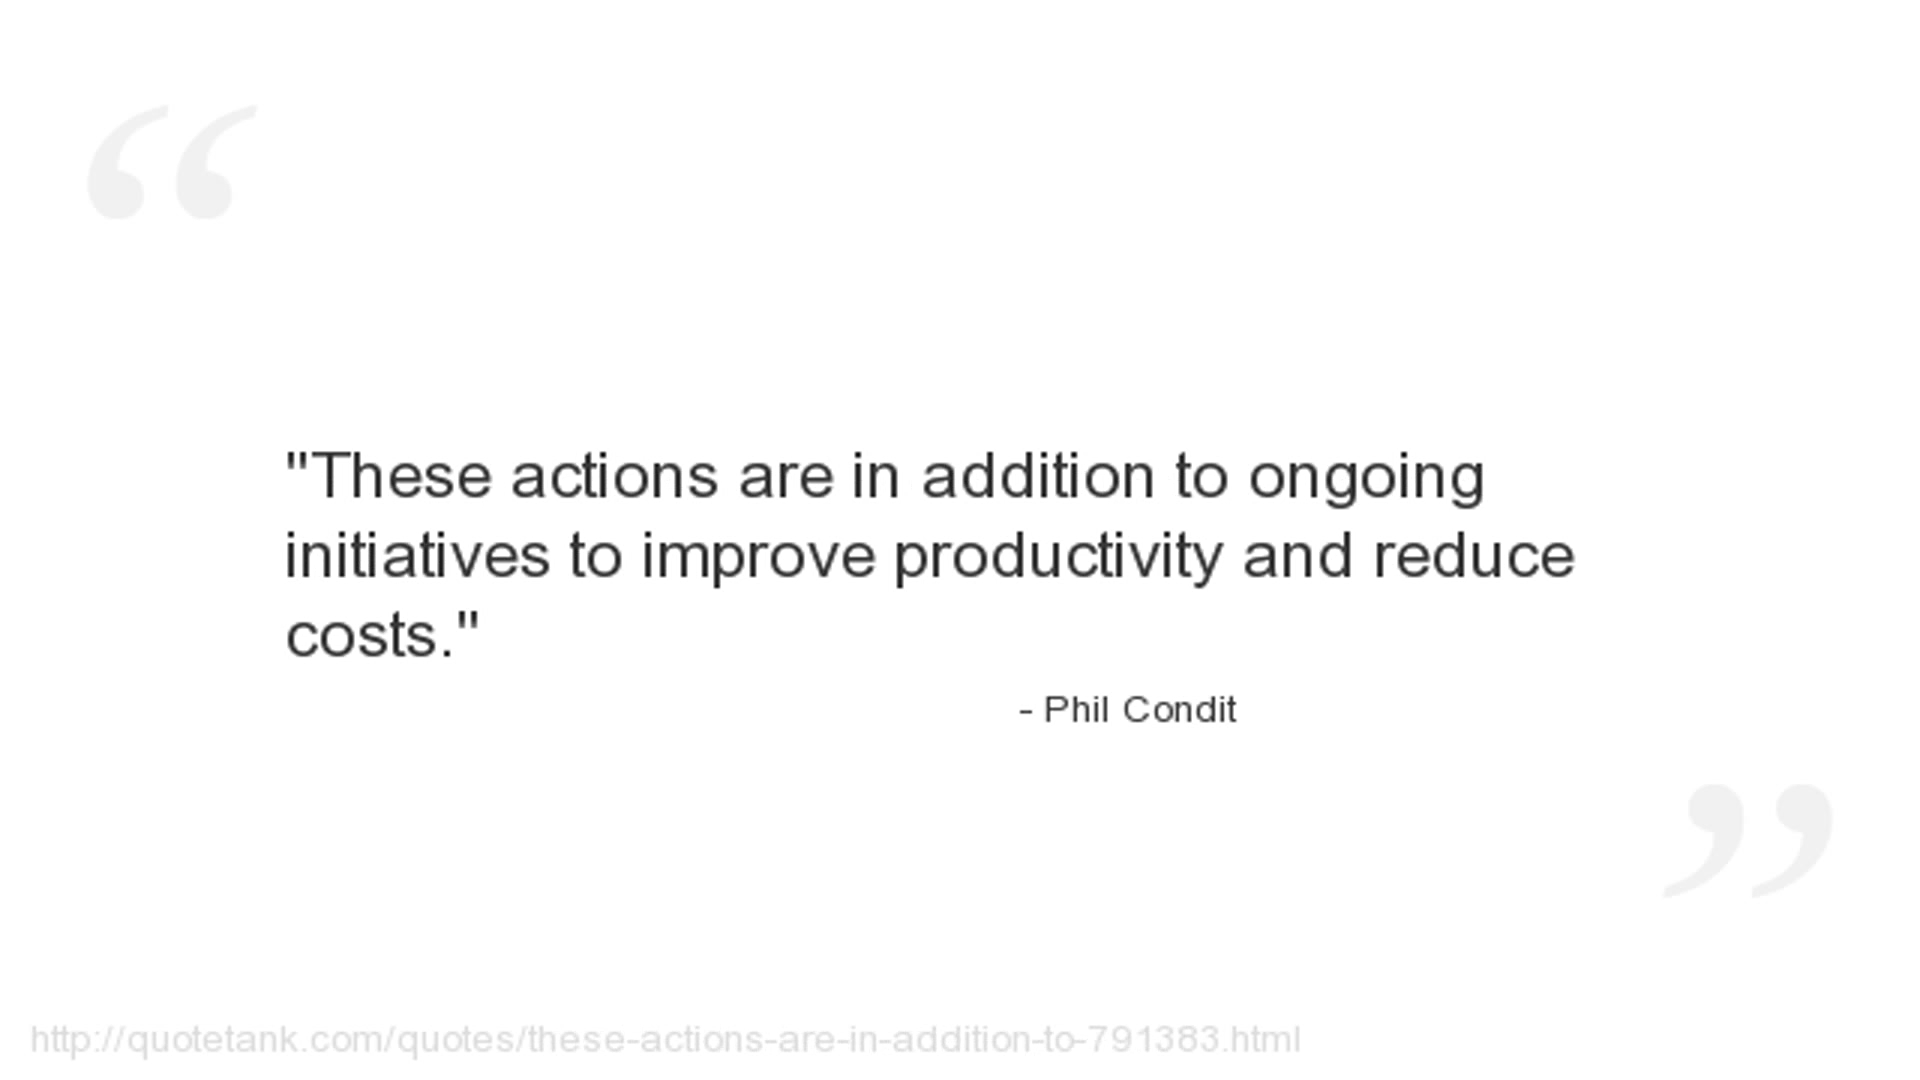 "These actions are in addition to ongoing
initiatives to improve productivity and reduce
costs."
- Phil Condit
http://quotetank.com/quotes/these-actions-are-in-addition-to-791383.html